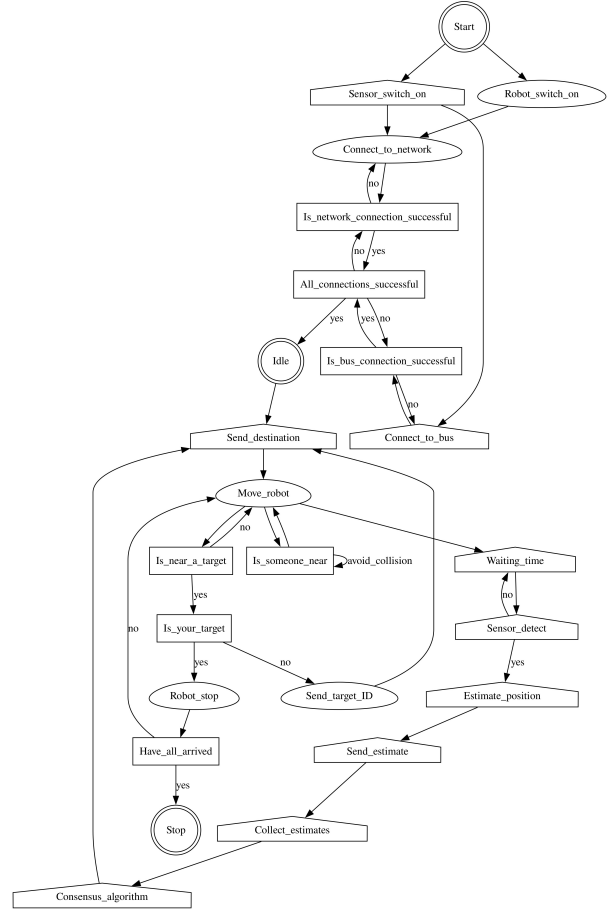 Start
Sensor_switch_on
Robot_switch_on
Connect_to_network
no
Is_network_connection_successful
no
yes
All_connections_successful
yes
yes
no
Idle
Is_bus_connection_successful
no
Send_destination
Connect_to_bus
Move_robot
no
Is_near_a_target
Is_someone_near
avoid_collision
Waiting_time
yes
no
no
Is_your_target
Sensor_detect
yes
no
yes
Robot_stop
Send_target_ID
Estimate_position
Have_all_arrived
Send_estimate
yes
Stop
Collect_estimates
Consensus_algorithm